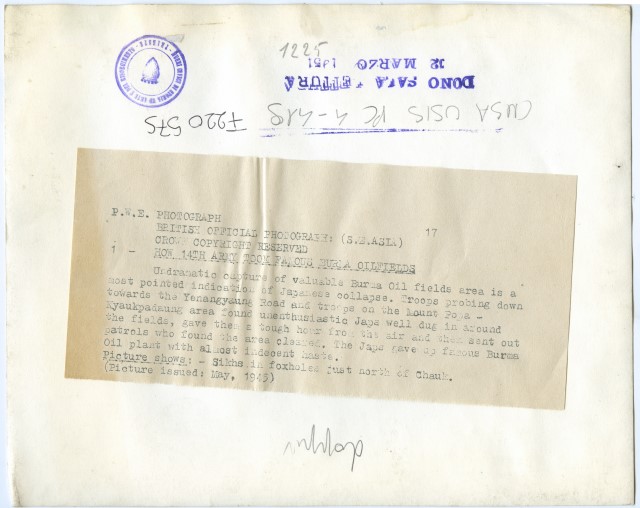 1225
12 MARZO 1951
DONO SALA LETTURA
CMSA USIS PC 4-418
F220575
P.W.E. PHOTOGRAPH
BRITISH OFFICIAL PHOTOGRAPH: (S.E.ASIA) 17
CROWN COPYRIGHT RESERVED
1 - HOW 14TH ARMY TOOK FAMOUS BURMA OILFIELDS
Undramatic capture of valuable Burma Oil fields area is a
most pointed indication of Japanese collapse. Troops probing down
towards the Yenangyaung Road and troops on the Mount Popa -
Kyaukpadaung area found unenthusiastic Japs well dug in around
the fields, gave them a tough hour from the air and then sent out
patrols who found the area cleared. The Japs gave up famous Burma
Oil plant with almost indecent haste.
Picture shows: - Sikhs in foxholes just north of Chauk.
(Picture issued: May, 1945)